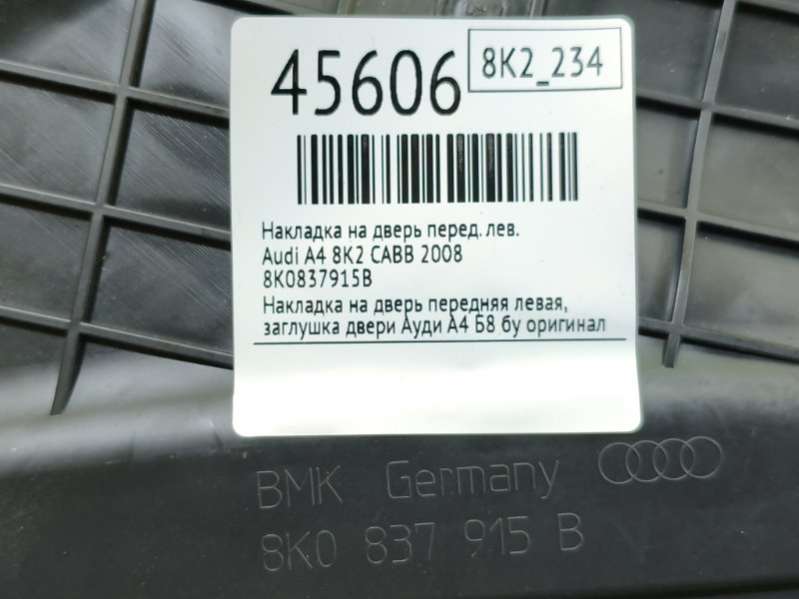 45606
8K2_234
Накладка на дверь перед. лев.
Audi A4 8K2 CABB 2008
8K0837915B
Накладка на дверь передняя левая,
заглушка двери Ауди А4 Б8 бу оригинал
BMK Germany
8K0 837 915 B